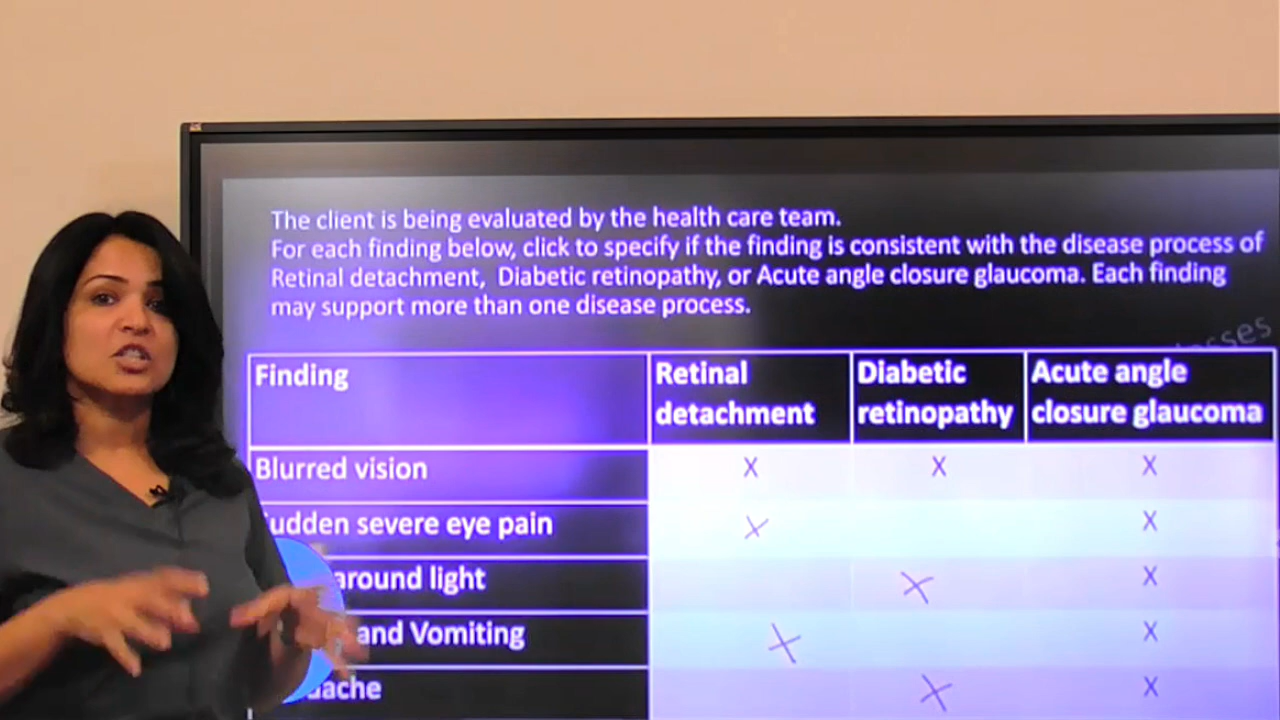 The client is being evaluated by the health care team.
For each finding below, click to specify if the finding is consistent with the disease process of
Retinal detachment, Diabetic retinopathy, or Acute angle closure glaucoma. Each finding
may support more than one disease process.
Finding Retinal detachment Diabetic retinopathy Acute angle closure glaucoma
Blurred vision X X X
udden severe eye pain X X
around light X X
and Vomiting X X
ache X X